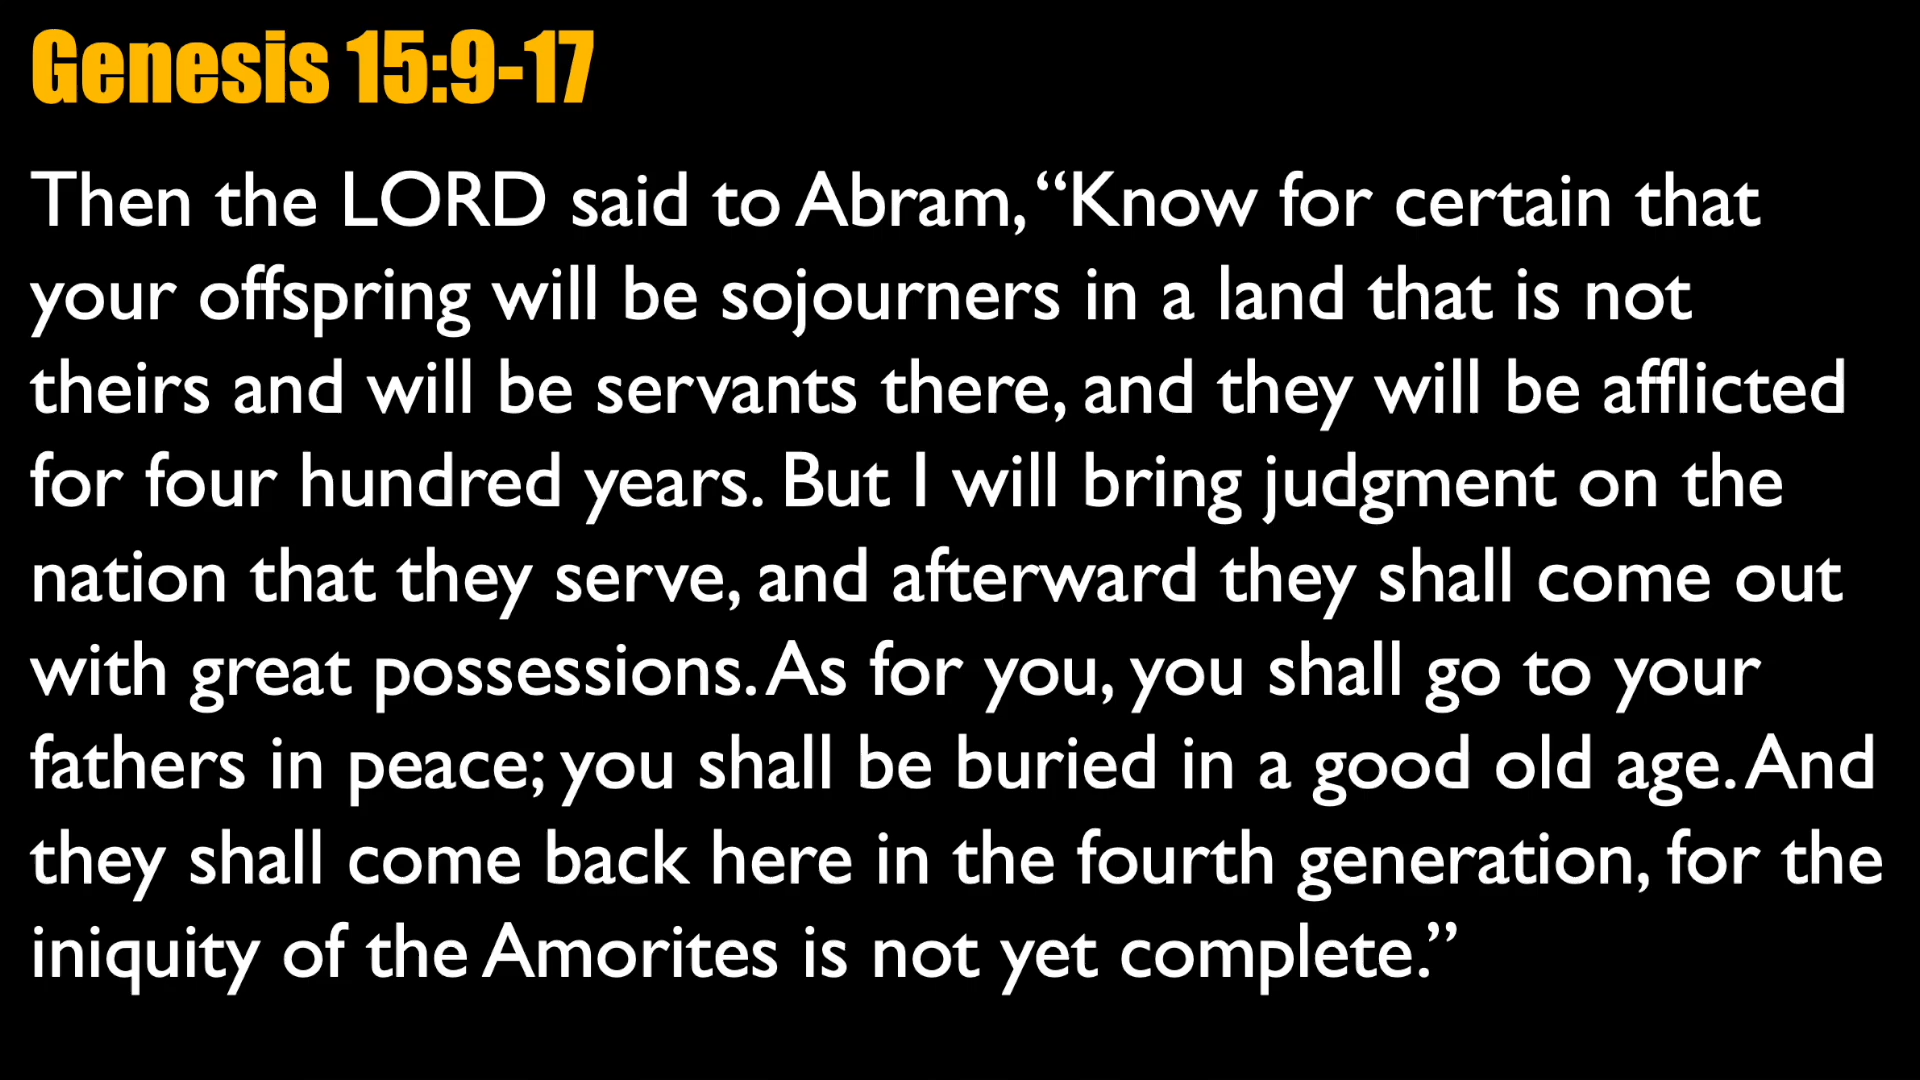 Genesis 15:9-17
Then the LORD said to Abram, “Know for certain that
your offspring will be sojourners in a land that is not
theirs and will be servants there, and they will be afflicted
for four hundred years. But I will bring judgment on the
nation that they serve, and afterward they shall come out
with great possessions. As for you, you shall go to your
fathers in peace; you shall be buried in a good old age. And
they shall come back here in the fourth generation, for the
iniquity of the Amorites is not yet complete.”